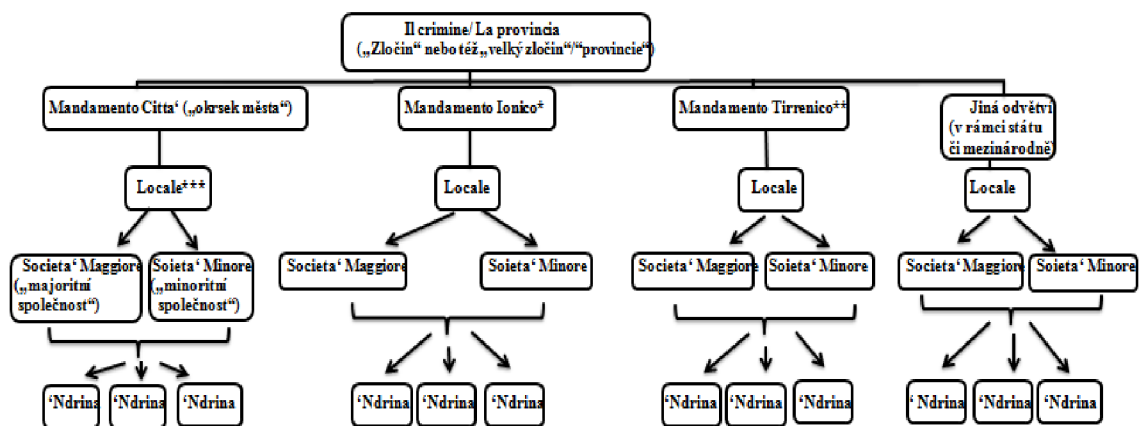 Il crimine/ La provincia
(„Zločin“ nebo též „velký zločin“/“provincie“)
Mandamento Citta‘ („okrsek města“)
Mandamento Ionico*
Mandamento Tirrenico**
Jiná odvětví
(v rámci státu
či mezinárodně)
Locale***
Locale
Locale
Locale
Societa‘ Maggiore
(„majoritní
společnost“)
Soieta‘ Minore
(„minoritní
společnost“)
Societa‘ Maggiore
Soieta‘ Minore
Societa‘ Maggiore
Soieta‘ Minore
Societa‘ Maggiore
Soieta‘ Minore
‘Ndrina
‘Ndrina
‘Ndrina
‘Ndrina
‘Ndrina
‘Ndrina
‘Ndrina
‘Ndrina
‘Ndrina
‘ Ndrina
‘Ndrina
‘Ndrina